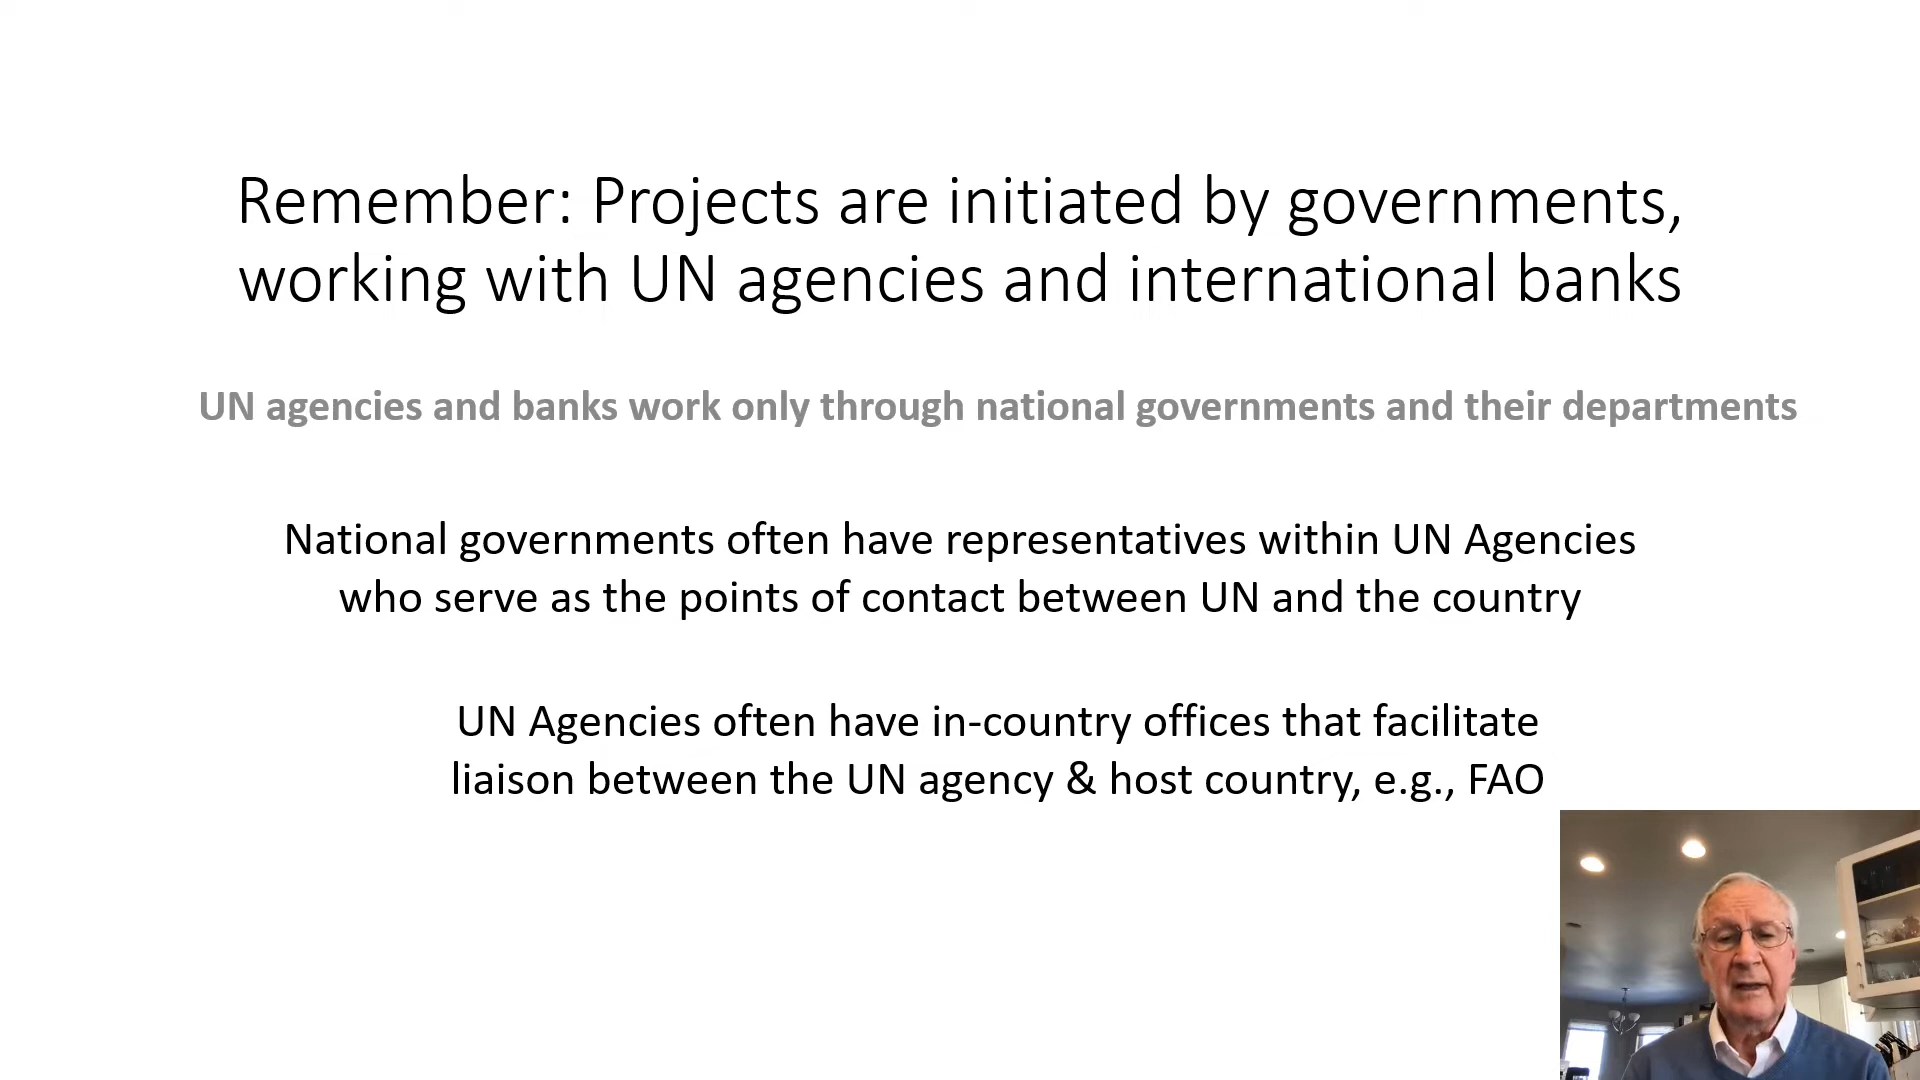 Remember: Projects are initiated by governments,
working with UN agencies and international banks
UN agencies and banks work only through national governments and their departments
National governments often have representatives within UN Agencies
who serve as the points of contact between UN and the country
UN Agencies often have in-country offices that facilitate
liaison between the UN agency & host country, e.g., FAO